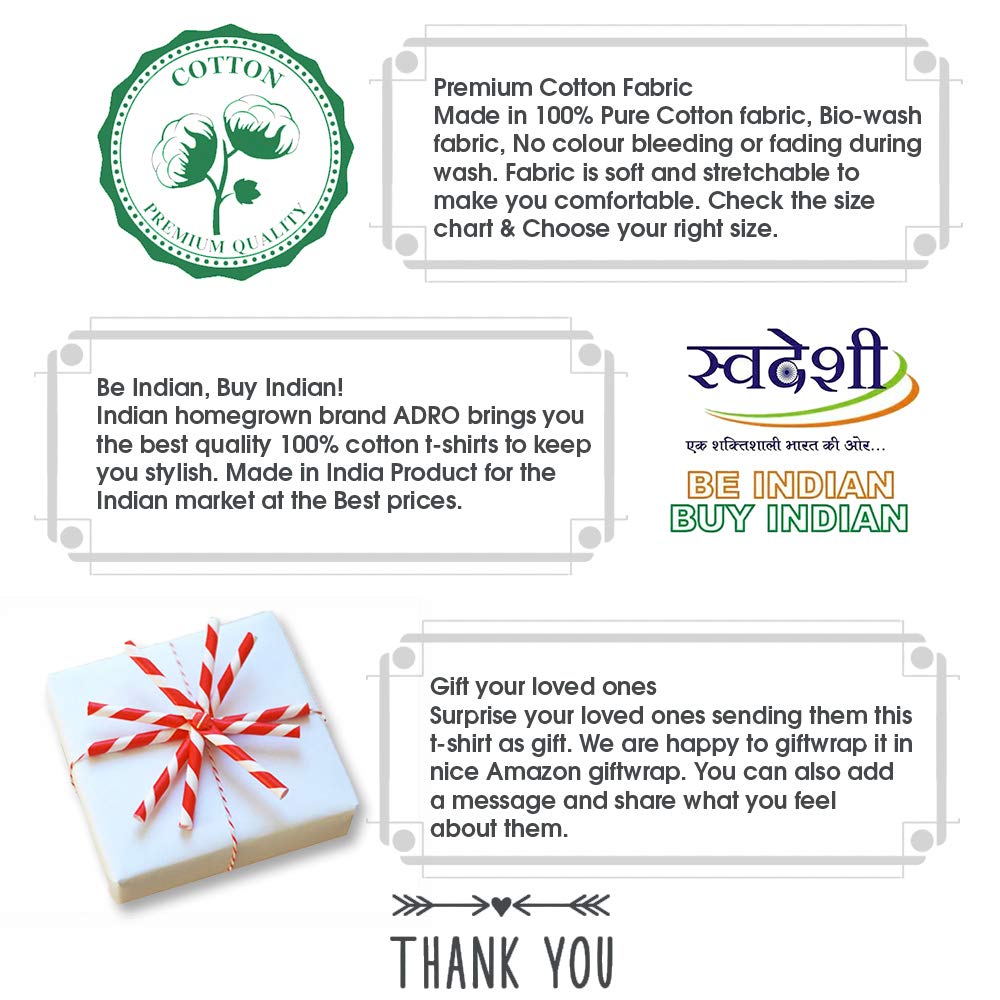 COTTON
PREMIUM QUALITY
Premium Cotton Fabric
Made in 100% Pure Cotton fabric, Bio-wash
fabric, No colour bleeding or fading during
wash. Fabric is soft and stretchable to
make you comfortable. Check the size
chart & Choose your right size.
Be Indian, Buy Indian!
Indian homegrown brand ADRO brings you
the best quality 100% cotton t-shirts to keep
you stylish. Made in India Product for the
Indian market at the Best prices.
स्वदेशी
एक शक्तिशाली भारत की ओर...
BE INDIAN
BUY INDIAN
Gift your loved ones
Surprise your loved ones sending them this
t-shirt as gift. We are happy to giftwrap it in
nice Amazon giftwrap. You can also add
a message and share what you feel
about them.
THANK YOU